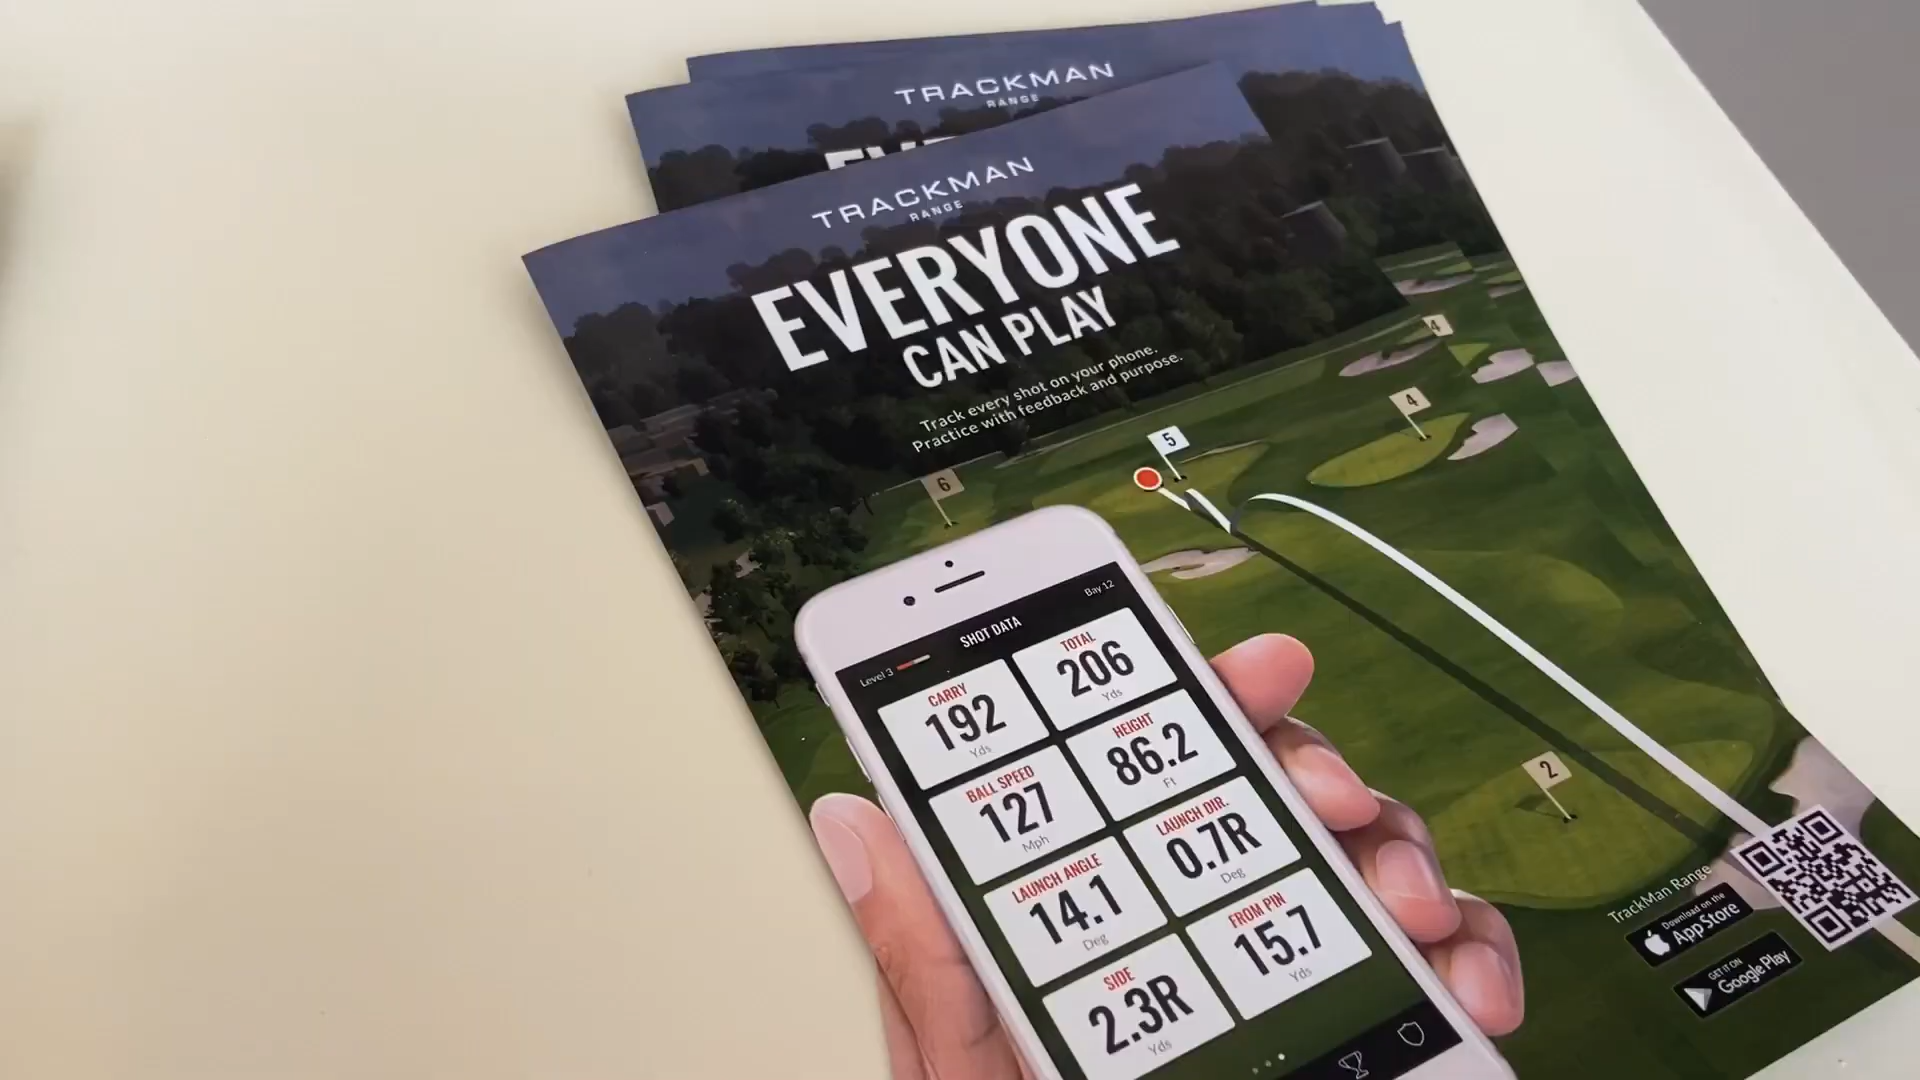 TRACKMAN
RANGE
TRACKMAN
RANGE
EVERYONE
CAN PLAY
Track every shot on your phone.
Practice with feedback and purpose.
4
4
5
6
2
Bay 12
SHOT DATA
Level 3
CARRY
192
Yds
TOTAL
206
Yds
BALL SPEED
127
Mph
HEIGHT
86.2
Ft
LAUNCH ANGLE
14.1
Deg
LAUNCH DIR.
0.7R
Deg
SIDE
2.3R
Yds
FROM PIN
15.7
Yds
TrackMan Range
Download on the
App Store
GET IT ON
Google Play